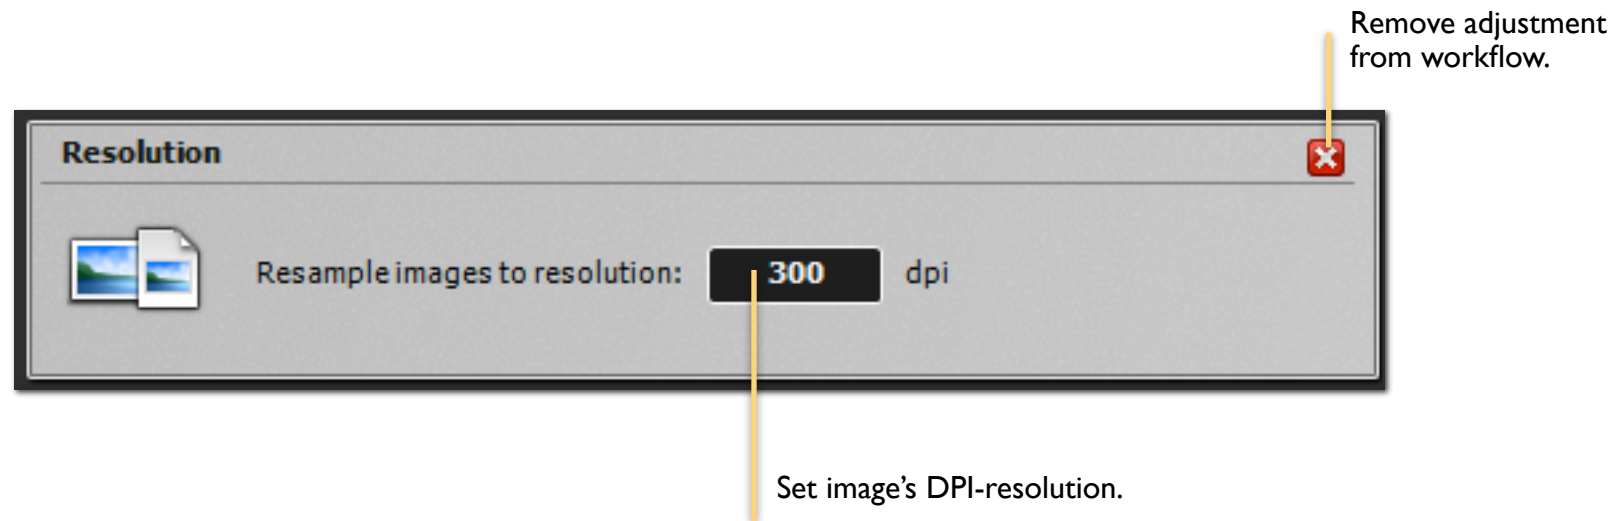 Remove adjustment
from workflow.
Resolution
Resample images to resolution: 300 dpi
Set image’s DPI-resolution.